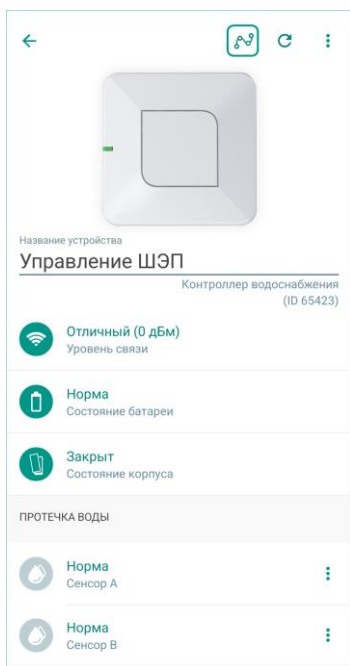 Название устройства
Управление ШЭП
Контроллер водоснабжения
(ID 65423)
Отличный (0 дБм)
Уровень связи
Норма
Состояние батареи
Закрыт
Состояние корпуса
ПРОТЕЧКА ВОДЫ
Норма
Сенсор A
Норма
Сенсор B